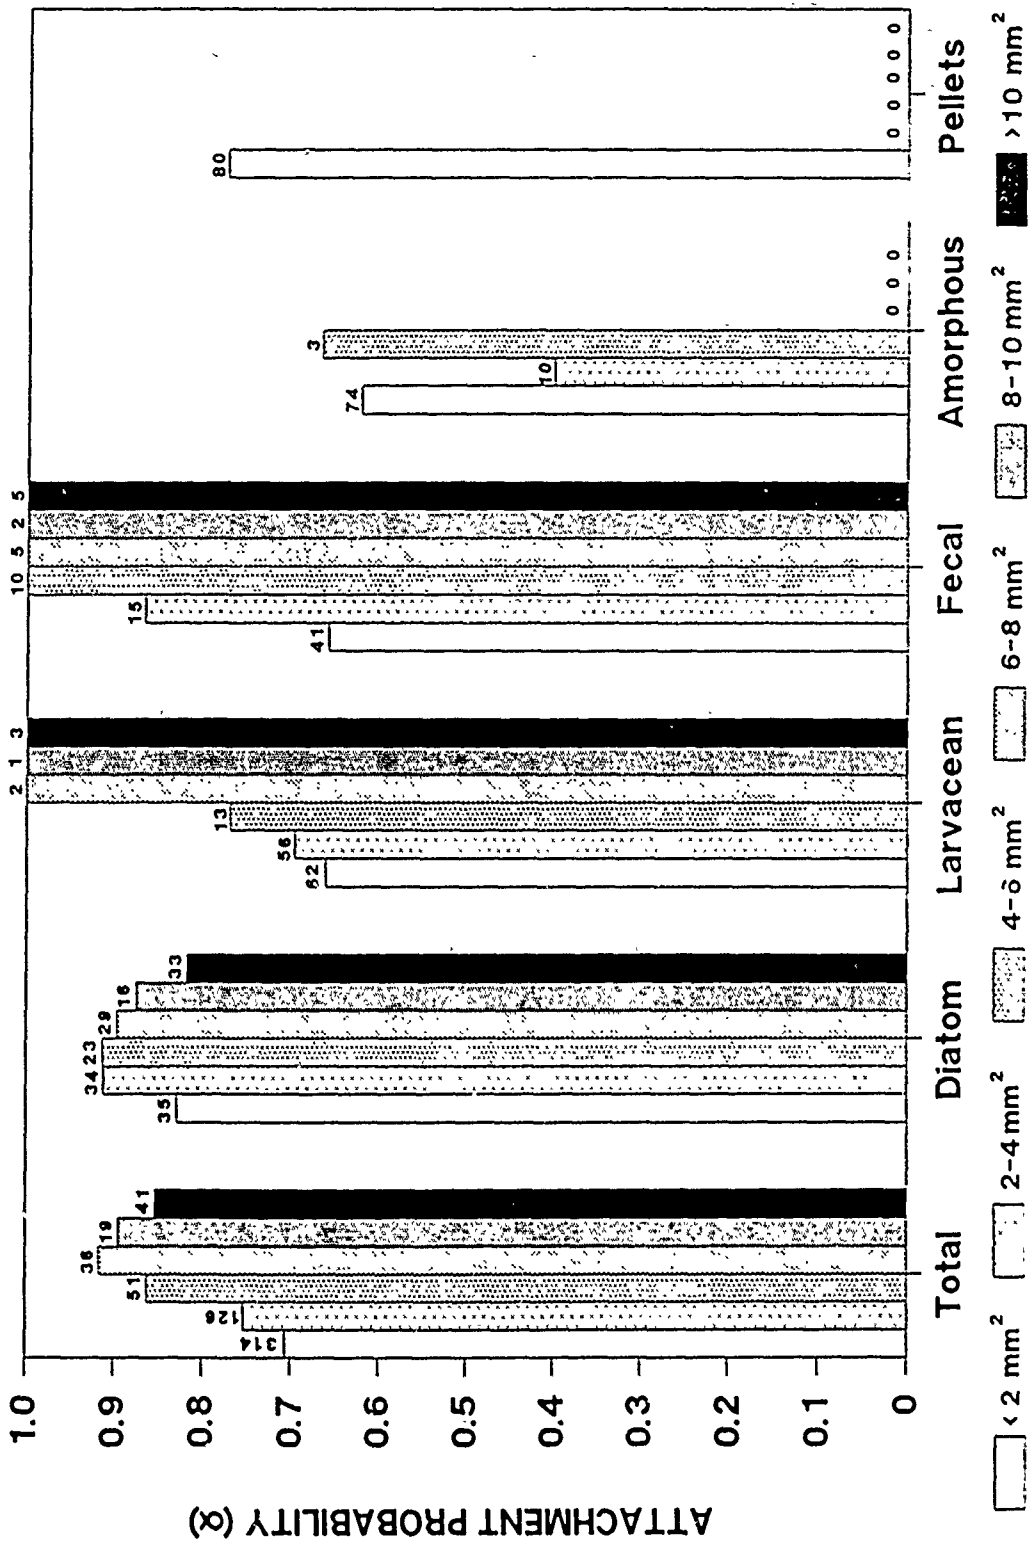 ATTACHMENT PROBABILITY (α)
1.0
0.9
0.8
0.7
0.6
0.5
0.4
0.3
0.2
0.1
0
314 126 51 36 19 41
35 34 23 29 16 33
62 56 13 2 1 3
41 15 10 5 2 5
74 10 3 0 0 0
80 0 0 0 0 0
Total Diatom Larvacean Fecal Amorphous Pellets
< 2 mm² 2-4 mm² 4-6 mm² 6-8 mm² 8-10 mm² >10 mm²